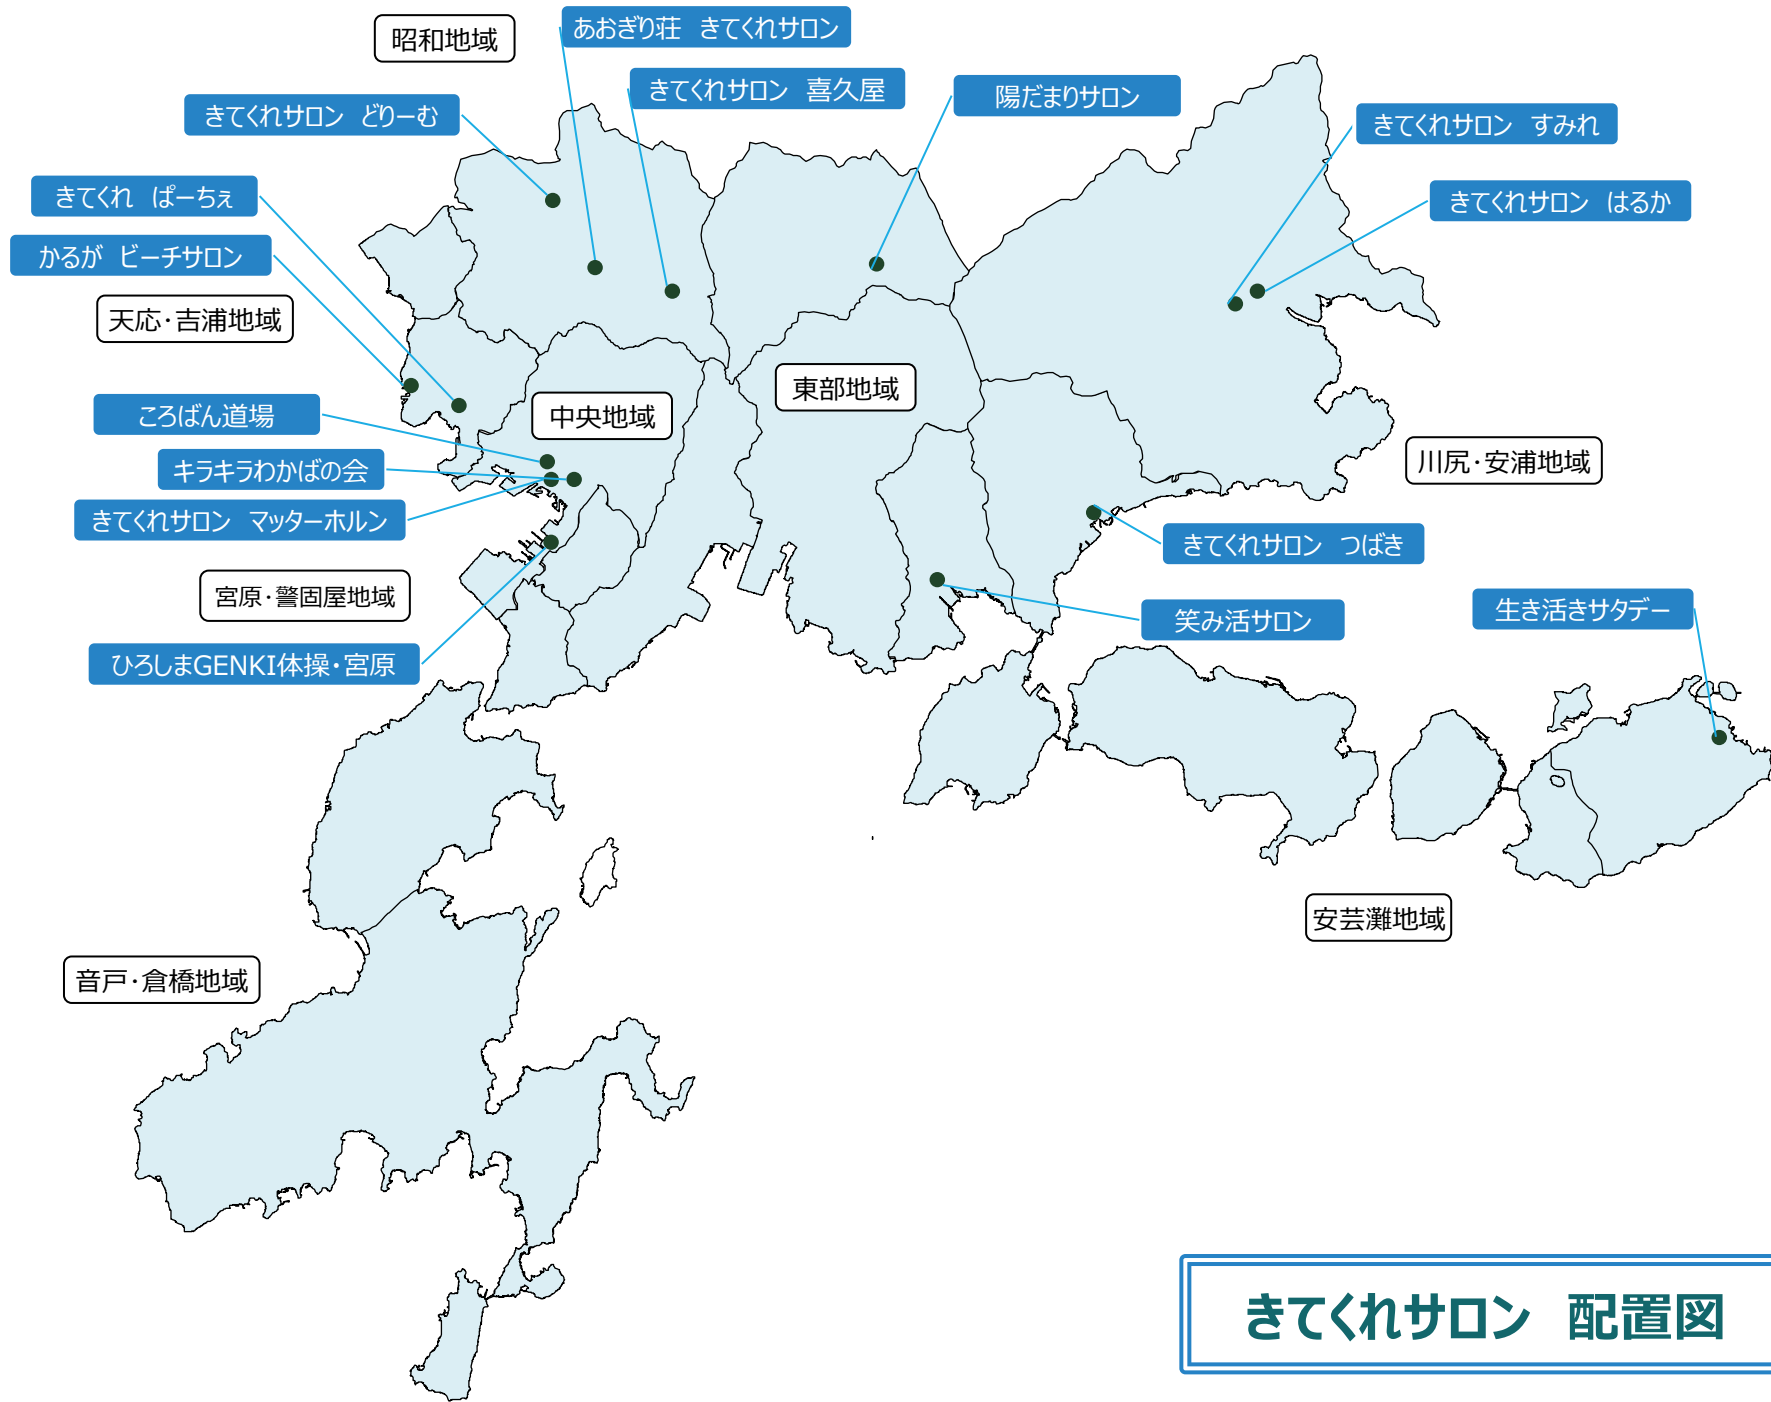 あおぎり荘　きてくれサロン
昭和地域
きてくれサロン　喜久屋
陽だまりサロン
きてくれサロン　どりーむ
きてくれサロン　すみれ
きてくれ　ぱーちぇ
きてくれサロン　はるか
かるが　ビーチサロン
天応・吉浦地域
東部地域
ころばん道場
中央地域
川尻・安浦地域
キラキラわかばの会
きてくれサロン　マッターホルン
きてくれサロン　つばき
宮原・警固屋地域
生き活きサタデー
笑み活サロン
ひろしまGENKI体操・宮原
安芸灘地域
音戸・倉橋地域
きてくれサロン　配置図